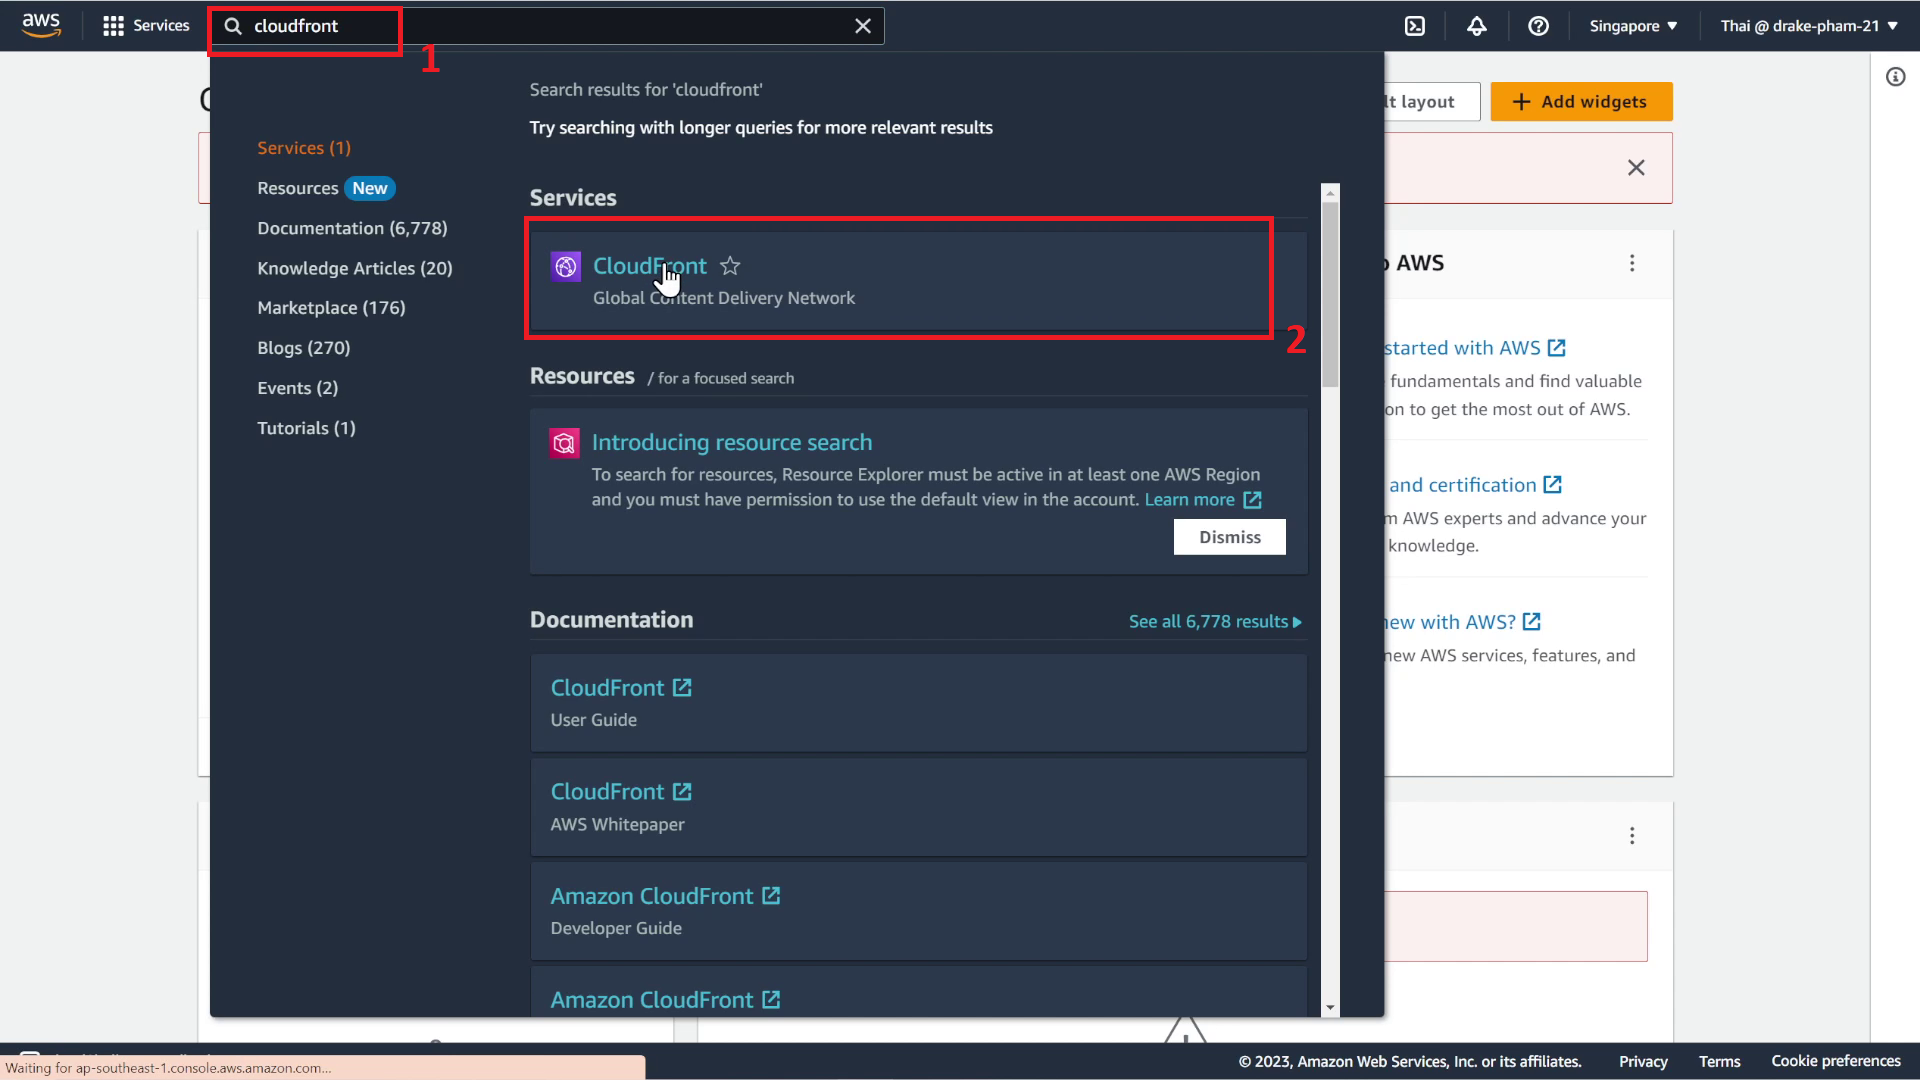 aws
Services
cloudfront
Singapore
Thai @ drake-pham-21
1
Search results for 'cloudfront'
Try searching with longer queries for more relevant results
lt layout
Add widgets
Services (1)
Resources New
Documentation (6,778)
Knowledge Articles (20)
Marketplace (176)
Blogs (270)
Events (2)
Tutorials (1)
Services
CloudFront
Global Content Delivery Network
2
Resources / for a focused search
Introducing resource search
To search for resources, Resource Explorer must be active in at least one AWS Region
and you must have permission to use the default view in the account. Learn more
Dismiss
Documentation
See all 6,778 results
CloudFront
User Guide
CloudFront
AWS Whitepaper
Amazon CloudFront
Developer Guide
Amazon CloudFront
AWS
started with AWS
fundamentals and find valuable
on to get the most out of AWS.
and certification
m AWS experts and advance your
knowledge.
new with AWS?
new AWS services, features, and
Waiting for ap-southeast-1.console.aws.amazon.com...
© 2023, Amazon Web Services, Inc. or its affiliates.
Privacy
Terms
Cookie preferences